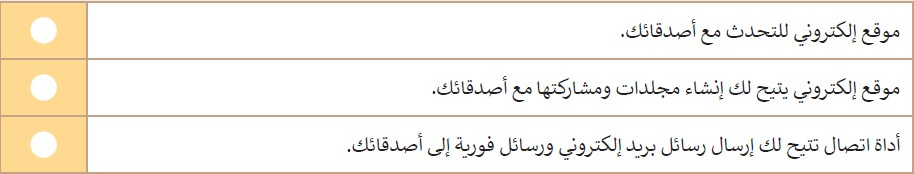 موقع إلكتروني للتحدث مع أصدقائك.
موقع إلكتروني يتيح لك إنشاء مجلدات ومشاركتها مع أصدقائك.
أداة اتصال تتيح لك إرسال رسائل بريد إلكتروني ورسائل فورية إلى أصدقائك.